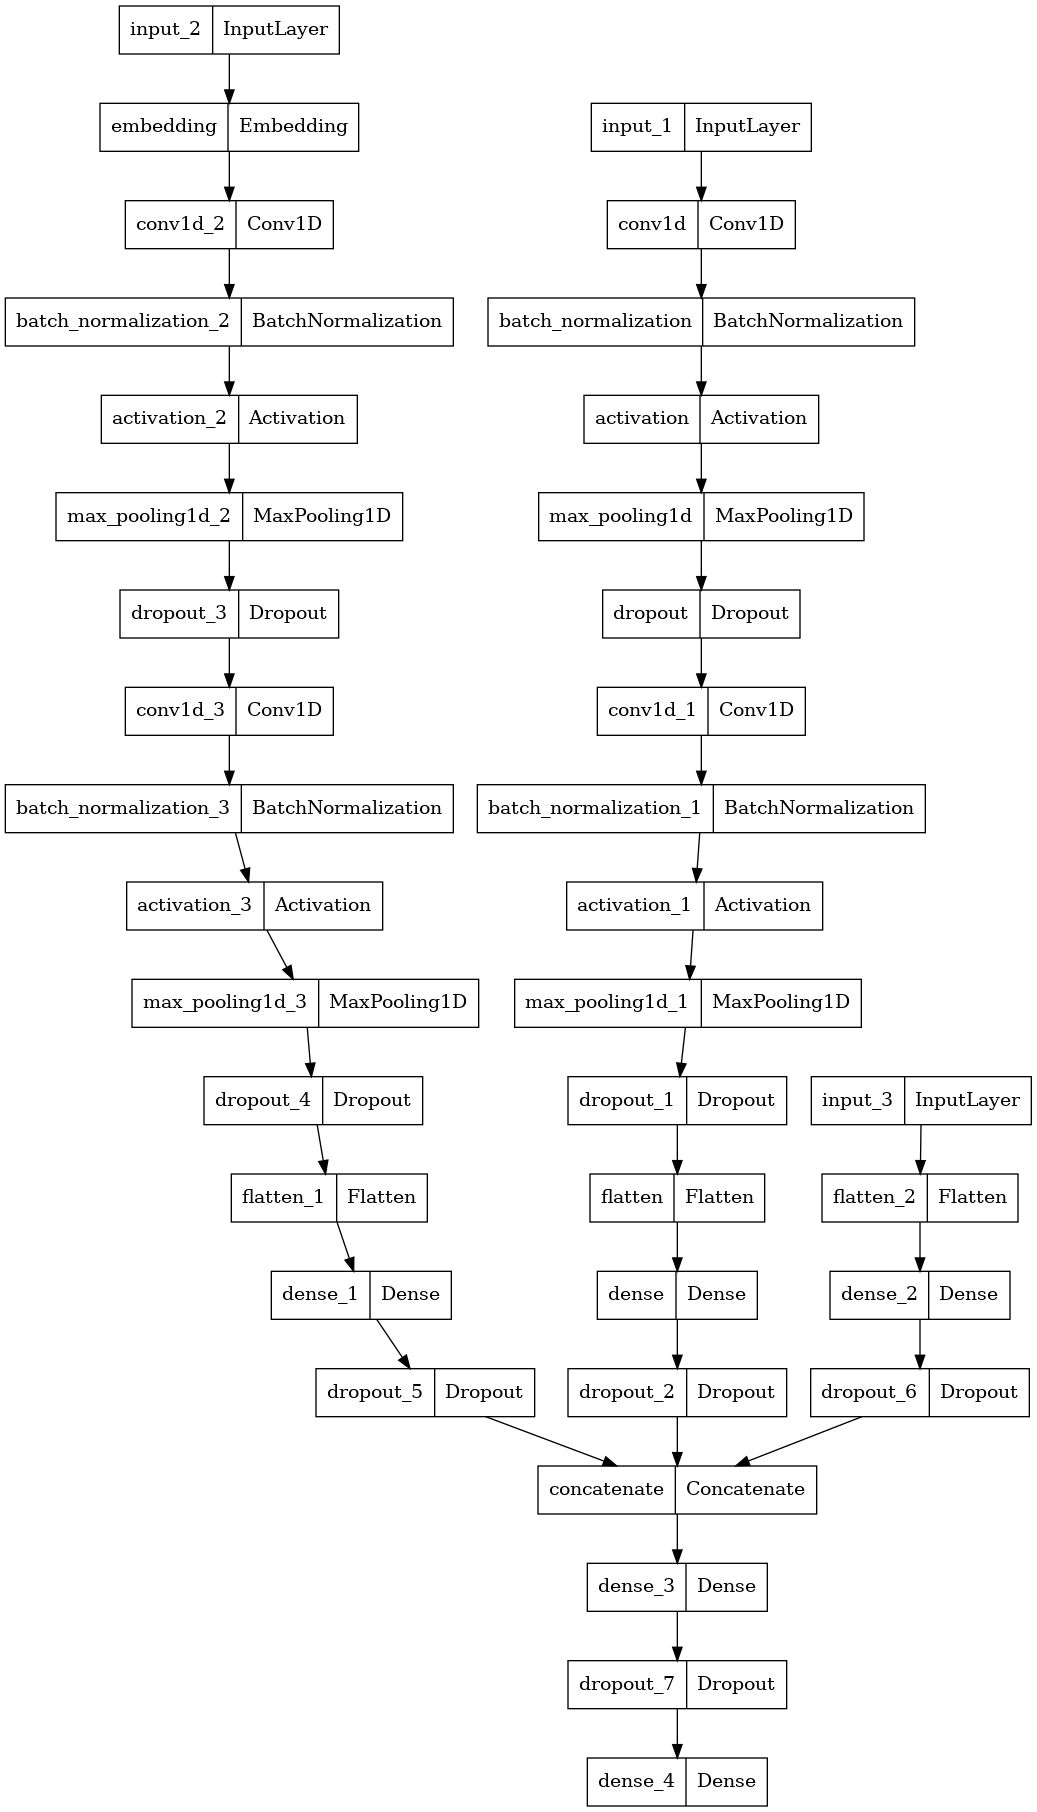 input_2 InputLayer
embedding Embedding
conv1d_2 Conv1D
batch_normalization_2 BatchNormalization
activation_2 Activation
max_pooling1d_2 MaxPooling1D
dropout_3 Dropout
conv1d_3 Conv1D
batch_normalization_3 BatchNormalization
activation_3 Activation
max_pooling1d_3 MaxPooling1D
dropout_4 Dropout
flatten_1 Flatten
dense_1 Dense
dropout_5 Dropout
input_1 InputLayer
conv1d Conv1D
batch_normalization BatchNormalization
activation Activation
max_pooling1d MaxPooling1D
dropout Dropout
conv1d_1 Conv1D
batch_normalization_1 BatchNormalization
activation_1 Activation
max_pooling1d_1 MaxPooling1D
dropout_1 Dropout
flatten Flatten
dense Dense
dropout_2 Dropout
input_3 InputLayer
flatten_2 Flatten
dense_2 Dense
dropout_6 Dropout
concatenate Concatenate
dense_3 Dense
dropout_7 Dropout
dense_4 Dense